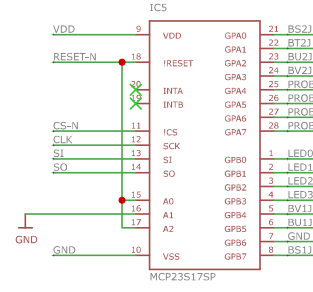 IC5
VDD 9 VDD GPA0 21 BS2J
GPA1 22 BT2J
RESET-N 18 !RESET GPA2 23 BU2J
GPA3 24 BV2J
20 INTA GPA4 25
19 INTB GPA5 26
GPA6 27
CS-N 11 !CS GPA7 28
CLK 12 SCK
SI 13 SI GPB0 1 LED0
SO 14 SO GPB1 2 LED1
GPB2 3 LED2
15 A0 GPB3 4 LED3
16 A1 GPB4 5 BV1J
17 A2 GPB5 6 BU1J
GND GPB6 7 GND
GND 10 VSS GPB7 8 BS1J
MCP23S17SP